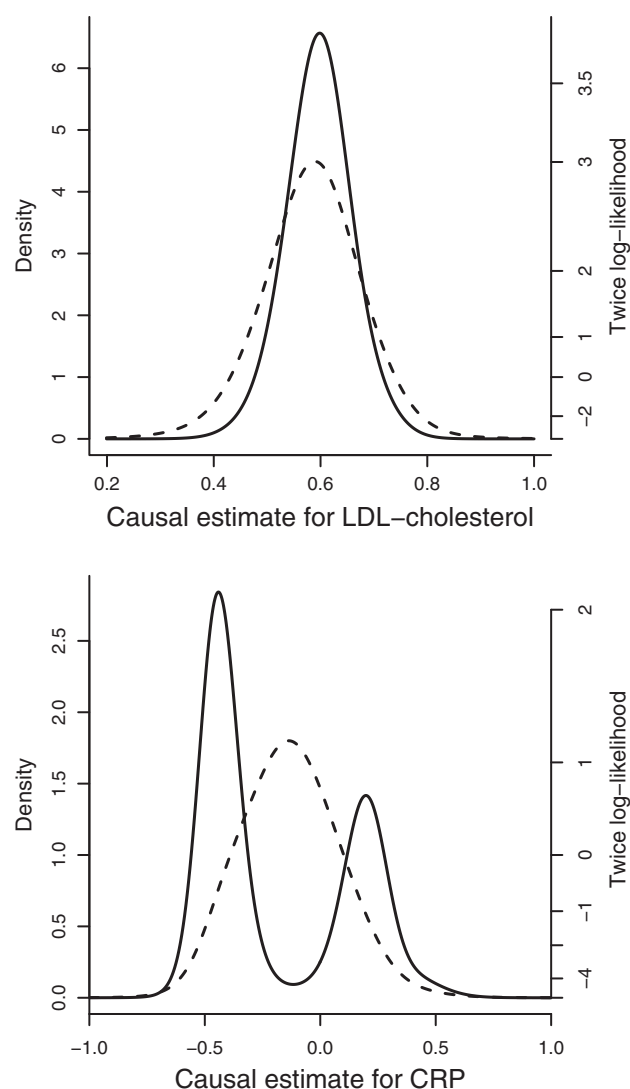 Density
0 1 2 3 4 5 6
Twice log−likelihood
−2 0 1 2 3 3.5
0.2 0.4 0.6 0.8 1.0
Causal estimate for LDL−cholesterol
Density
0.0 0.5 1.0 1.5 2.0 2.5
Twice log−likelihood
−4 −1 0 1 2
−1.0 −0.5 0.0 0.5 1.0
Causal estimate for CRP